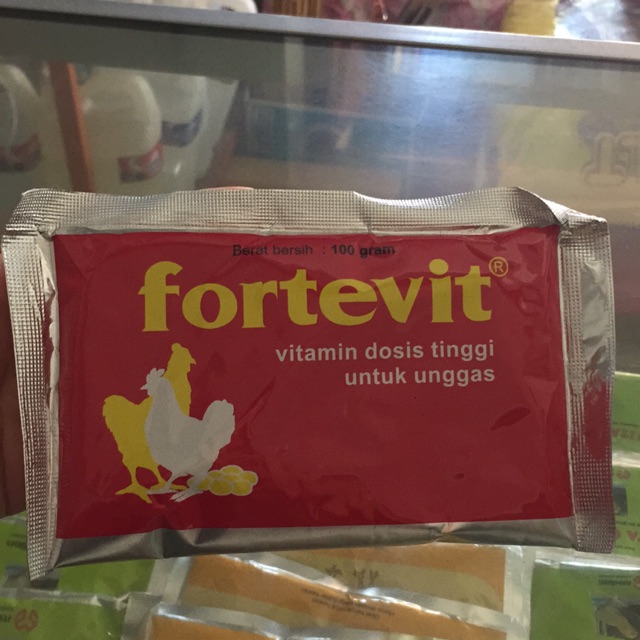 Berat bersih : 100 gram
fortevit®
vitamin dosis tinggi
untuk unggas